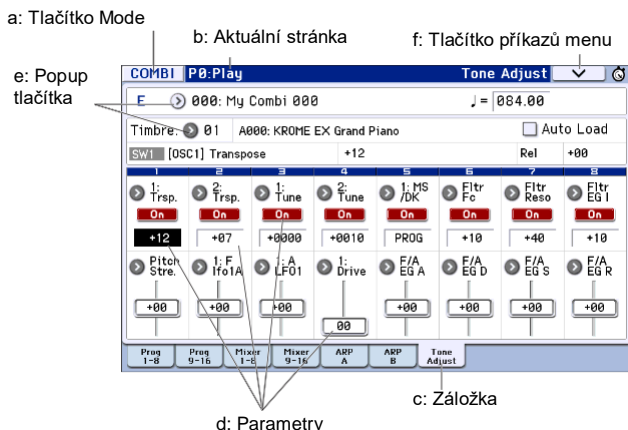 a: Tlačítko Mode
b: Aktuální stránka
f: Tlačítko příkazů menu
e: Popup tlačítka
COMBI P0:Play Tone Adjust
E 000: My Combi 000 ♩= 084.00
Timbre: 01 A000: KROME EX Grand Piano Auto Load
SW1 [OSC1] Transpose +12 Rel +00
1 2 3 4 5 6 7 8
1: Trsp. 2: Trsp. 1: Tune 2: Tune 1: MS /DK Fltr Fc Fltr Reso Fltr EG I
On On On On On On On On
+12 +07 +0000 +0010 PROG +10 +40 +10
Pitch Stre. 1: F lfo1A 1: A LFO1 1: Drive F/A EG A F/A EG D F/A EG S F/A EG R
+00 +00 +00 00 +00 +00 +00 +00
Prog 1-8 Prog 9-16 Mixer 1-8 Mixer 9-16 ARP A ARP B Tone Adjust
c: Záložka
d: Parametry